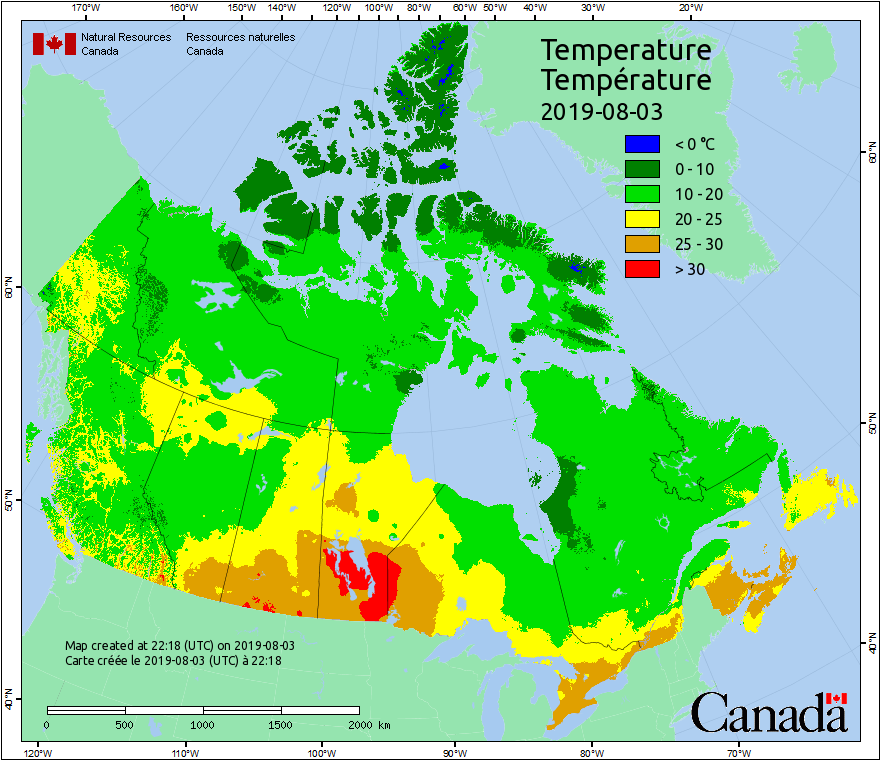 170°W 160°W 150°W 140°W 120°W 110°W 100°W 90°W 80°W 60°W 50°W 40°W 30°W 20°W
Natural Resources Ressources naturelles
Canada Canada
Temperature
Température
2019-08-03
< 0 °C
0 - 10
10 - 20
20 - 25
25 - 30
> 30
60°N
60°N
50°N
50°N
40°N
40°N
Map created at 22:18 (UTC) on 2019-08-03
Carte créée le 2019-08-03 (UTC) à 22:18
0 500 1000 1500 2000 km
Canada
120°W 110°W 100°W 90°W 80°W 70°W